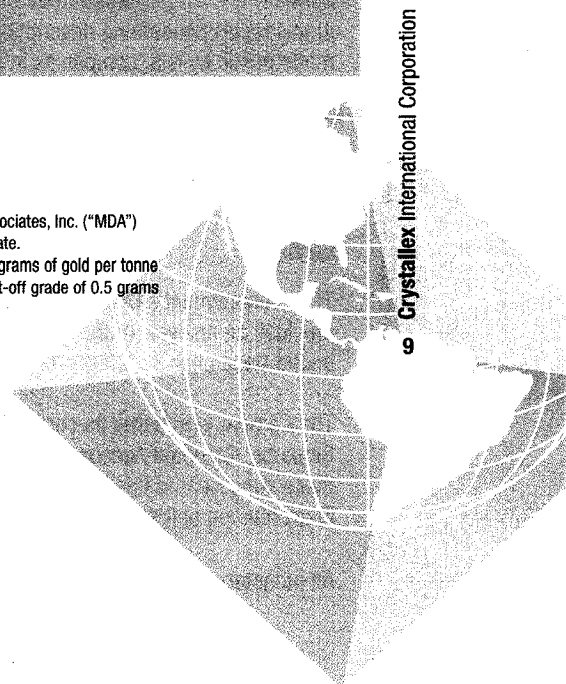 ociates, Inc. ("MDA")
ate.
grams of gold per tonne
t-off grade of 0.5 grams
9 Crystallex International Corporation